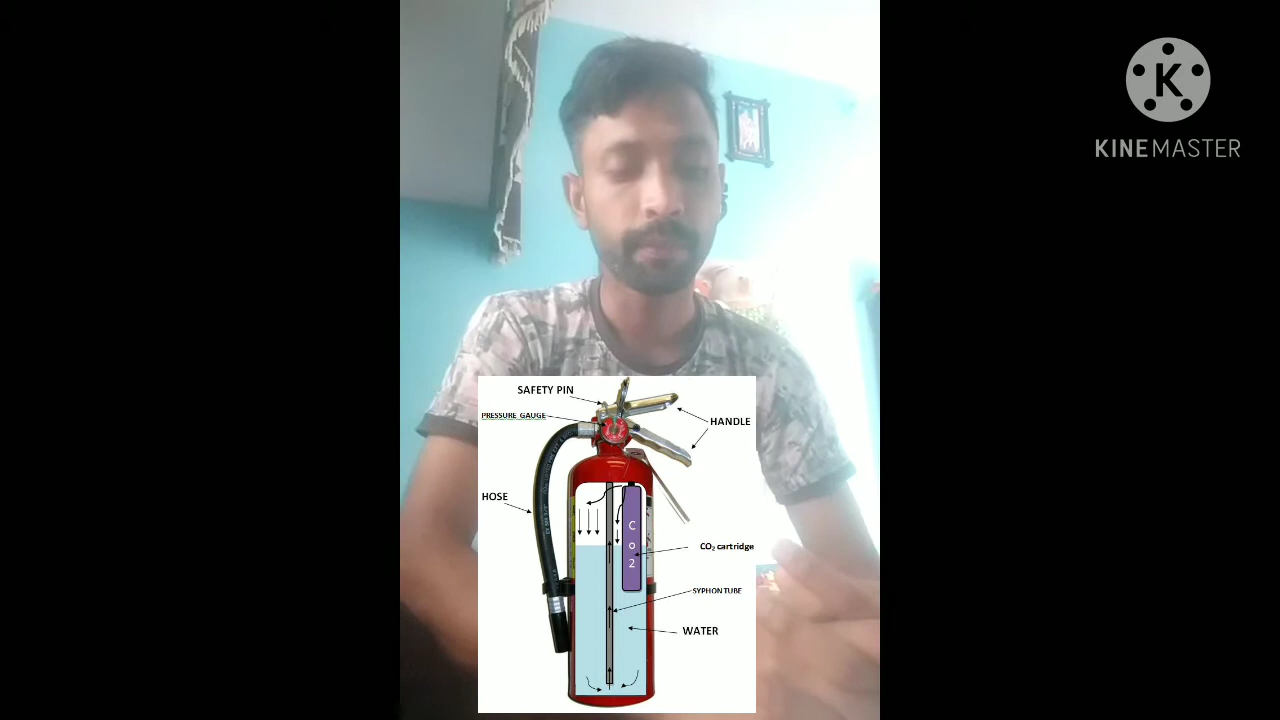 K
KINEMASTER
SAFETY PIN
PRESSURE GAUGE
HANDLE
HOSE
C
o
2
CO₂ cartridge
SYPHON TUBE
WATER